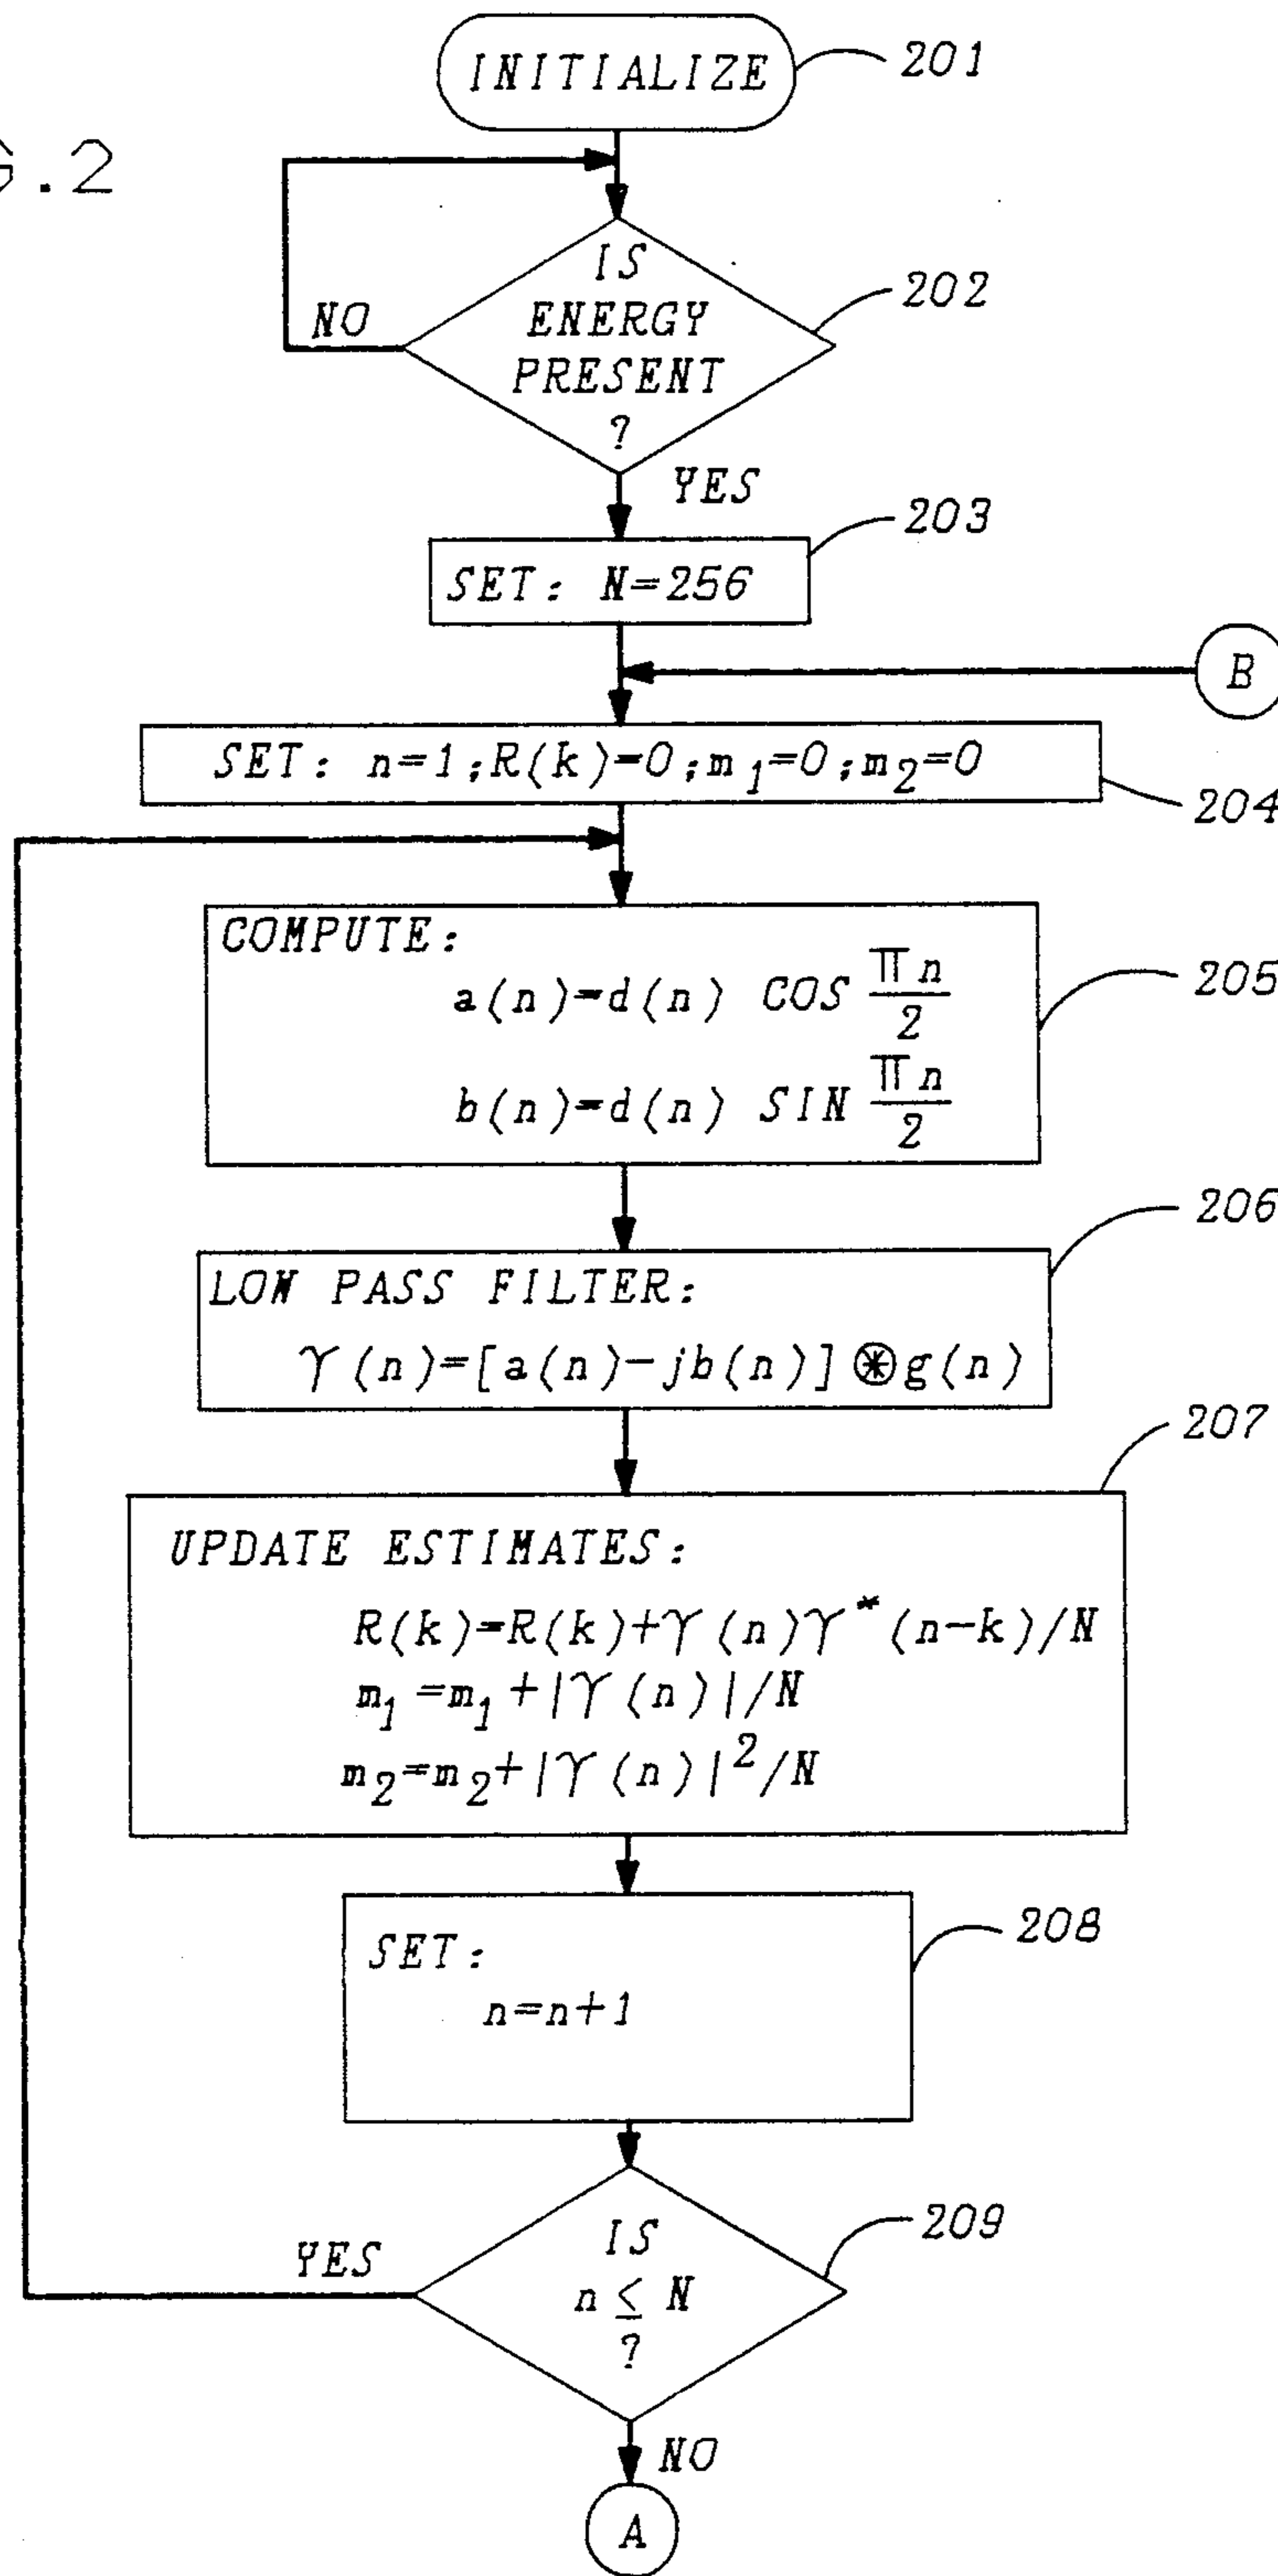 INITIALIZE
201
G.2
IS
ENERGY
PRESENT
?
202
NO
YES
203
SET: N=256
B
SET: n=1;R(k)=0;m₁=0;m₂=0
204
COMPUTE:
a(n)=d(n) COS πn/2
b(n)=d(n) SIN πn/2
205
206
LOW PASS FILTER:
γ(n)=[a(n)-jb(n)]⊛g(n)
207
UPDATE ESTIMATES:
R(k)=R(k)+γ(n)γ*(n-k)/N
m₁=m₁+|γ(n)|/N
m₂=m₂+|γ(n)|²/N
208
SET:
n=n+1
209
YES
IS
n ≤ N
?
NO
A